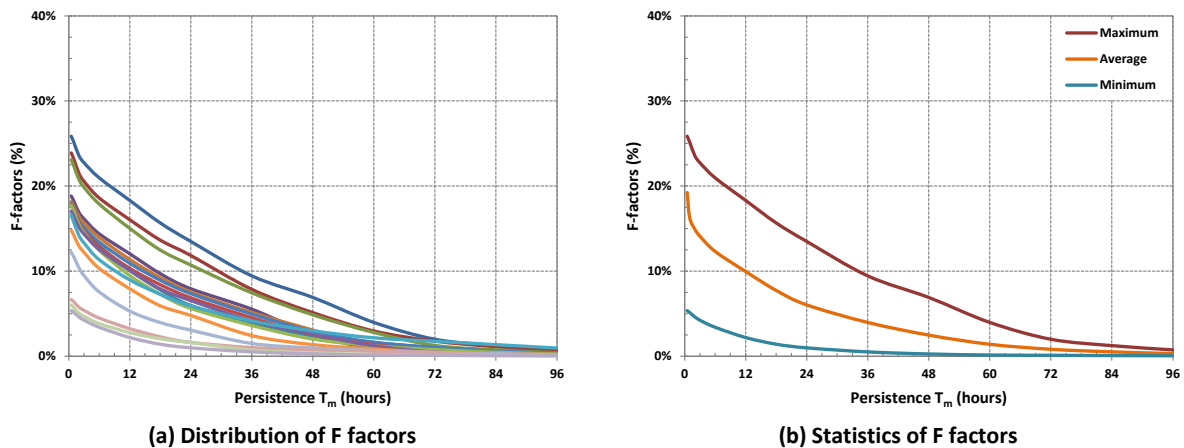 40%
30%
20%
10%
0%
F-factors (%)
0 12 24 36 48 60 72 84 96
Persistence Tm (hours)
(a) Distribution of F factors
40%
30%
20%
10%
0%
F-factors (%)
Maximum
Average
Minimum
0 12 24 36 48 60 72 84 96
Persistence Tm (hours)
(b) Statistics of F factors